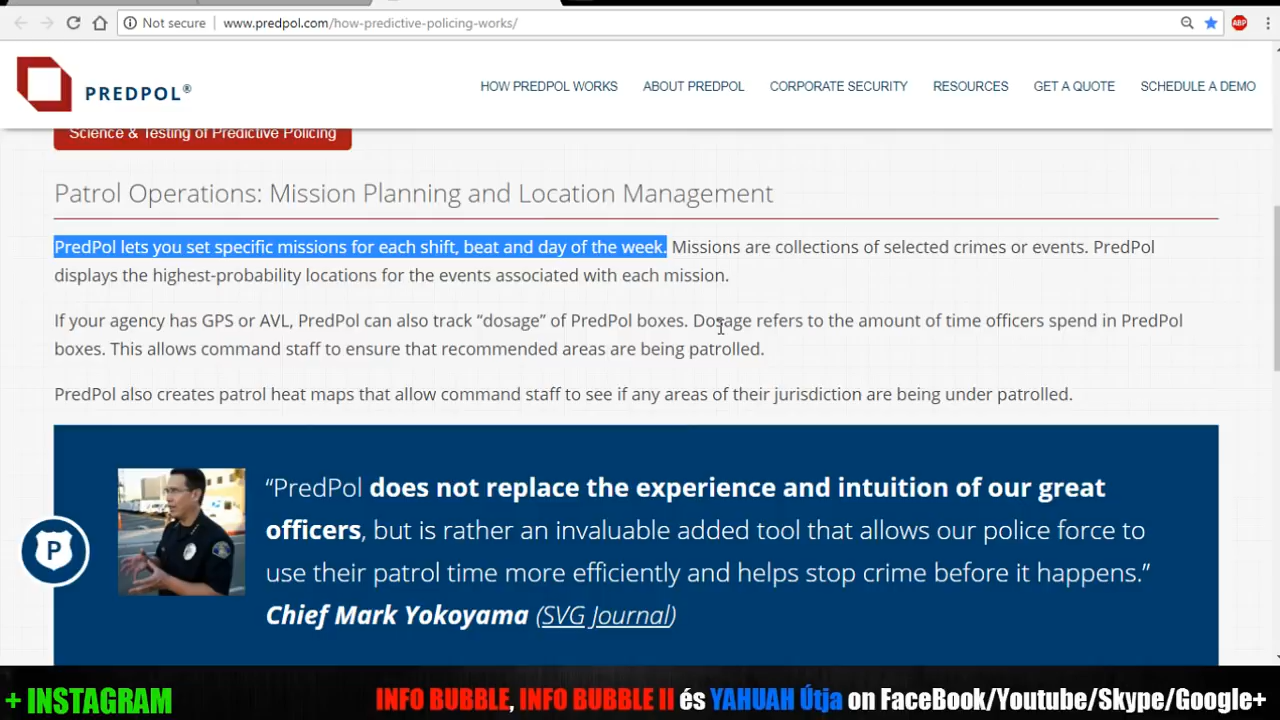 Not secure | www.predpol.com/how-predictive-policing-works/
ABP
PREDPOL®
HOW PREDPOL WORKS ABOUT PREDPOL CORPORATE SECURITY RESOURCES GET A QUOTE SCHEDULE A DEMO
Science & Testing of Predictive Policing
Patrol Operations: Mission Planning and Location Management
PredPol lets you set specific missions for each shift, beat and day of the week. Missions are collections of selected crimes or events. PredPol
displays the highest-probability locations for the events associated with each mission.
If your agency has GPS or AVL, PredPol can also track “dosage” of PredPol boxes. Dosage refers to the amount of time officers spend in PredPol
boxes. This allows command staff to ensure that recommended areas are being patrolled.
PredPol also creates patrol heat maps that allow command staff to see if any areas of their jurisdiction are being under patrolled.
“PredPol does not replace the experience and intuition of our great
officers, but is rather an invaluable added tool that allows our police force to
use their patrol time more efficiently and helps stop crime before it happens.”
Chief Mark Yokoyama (SVG Journal)
P
+ INSTAGRAM
INFO BUBBLE, INFO BUBBLE II és YAHUAH Útja on FaceBook/Youtube/Skype/Google+